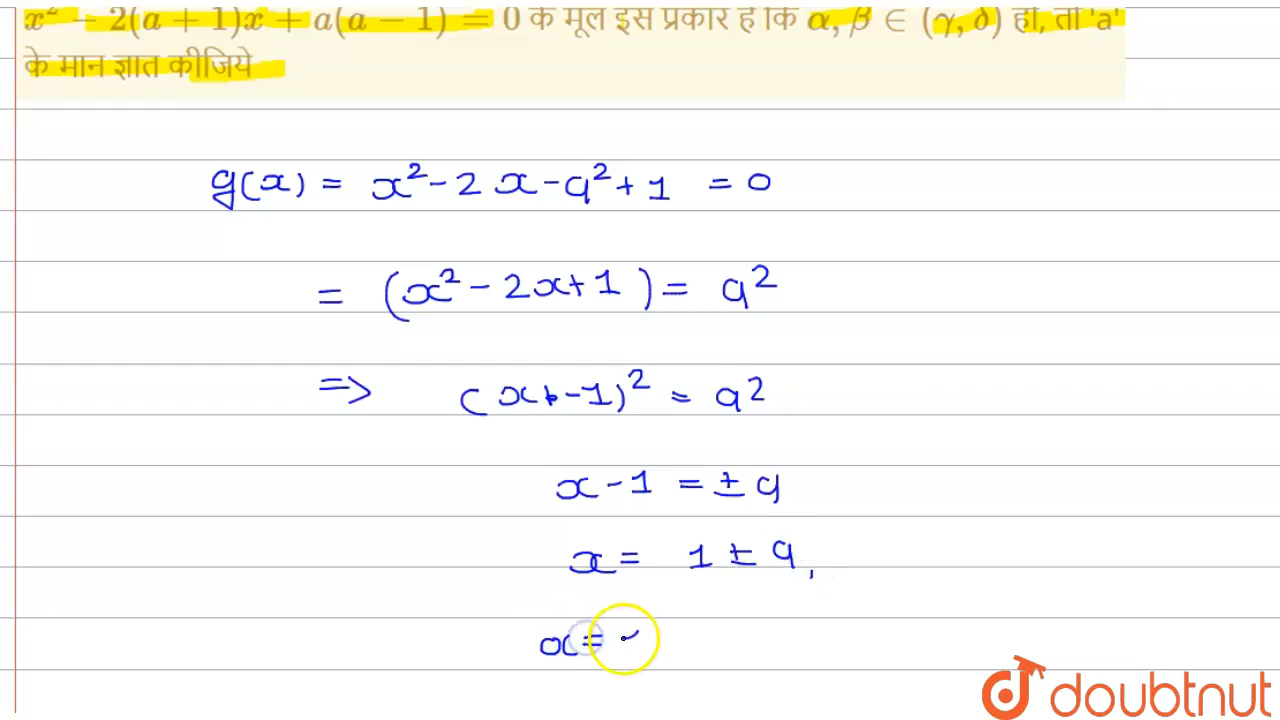 x² − 2(a + 1)x + a(a − 1) = 0 के मूल इस प्रकार है कि α, β ∈ (γ, δ) हो, तो 'a'
के मान ज्ञात कीजिये
g(x) = x² - 2x - a² + 1 = 0
= (x² - 2x + 1) = a²
=> (x - 1)² = a²
x - 1 = ± a
x = 1 ± a,
α =
doubtnut